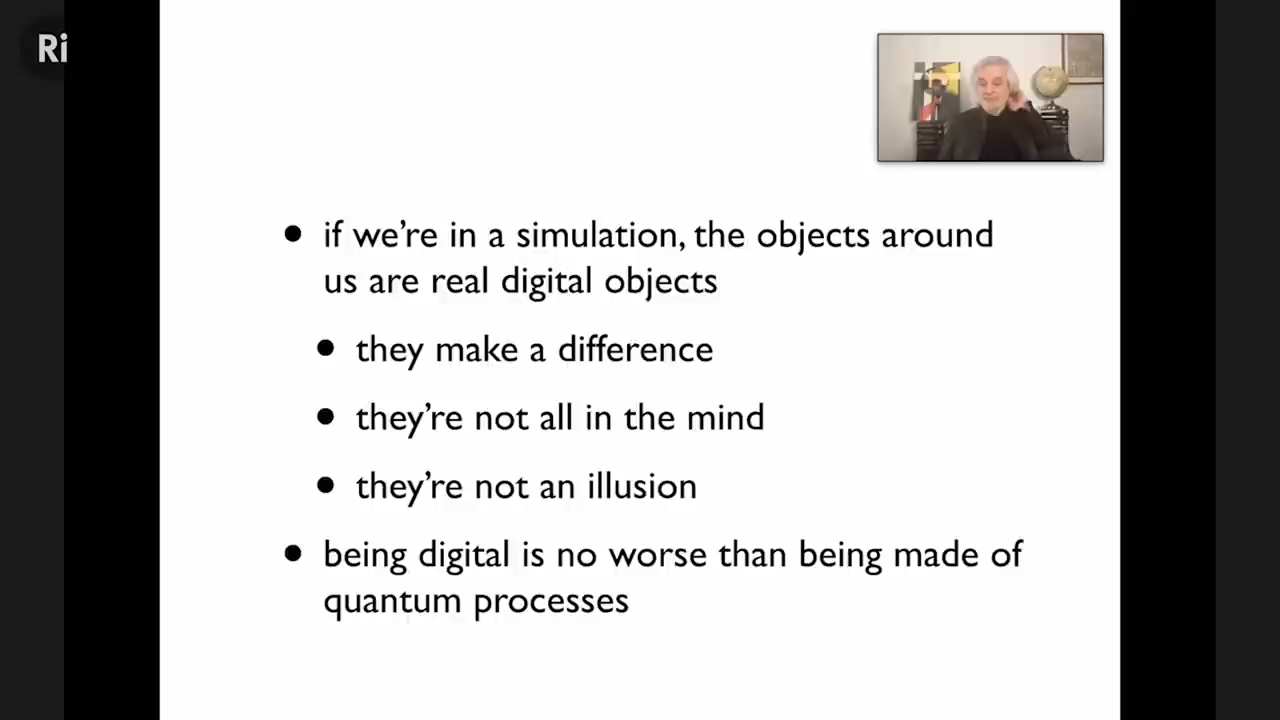 Ri
• if we’re in a simulation, the objects around
us are real digital objects
• they make a difference
• they’re not all in the mind
• they’re not an illusion
• being digital is no worse than being made of
quantum processes